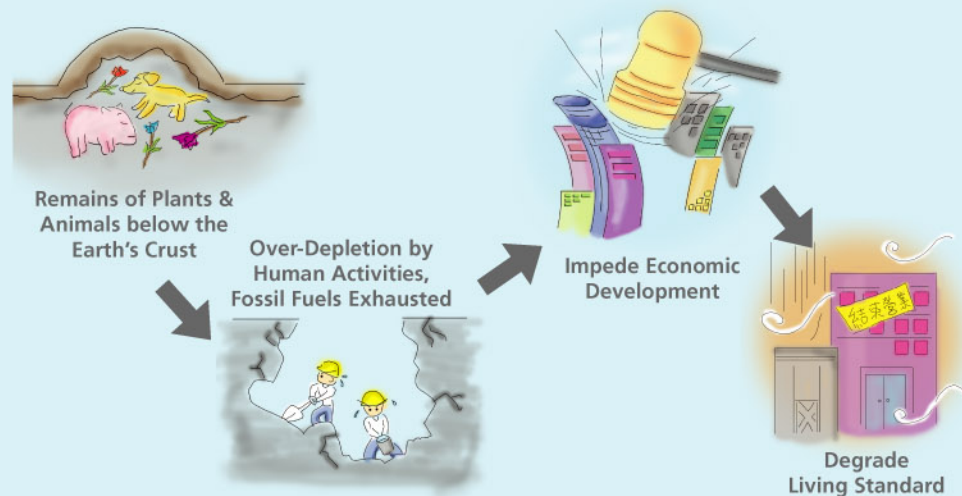 Remains of Plants &
Animals below the
Earth's Crust
Over-Depletion by
Human Activities,
Fossil Fuels Exhausted
Impede Economic
Development
結束營業
Degrade
Living Standard